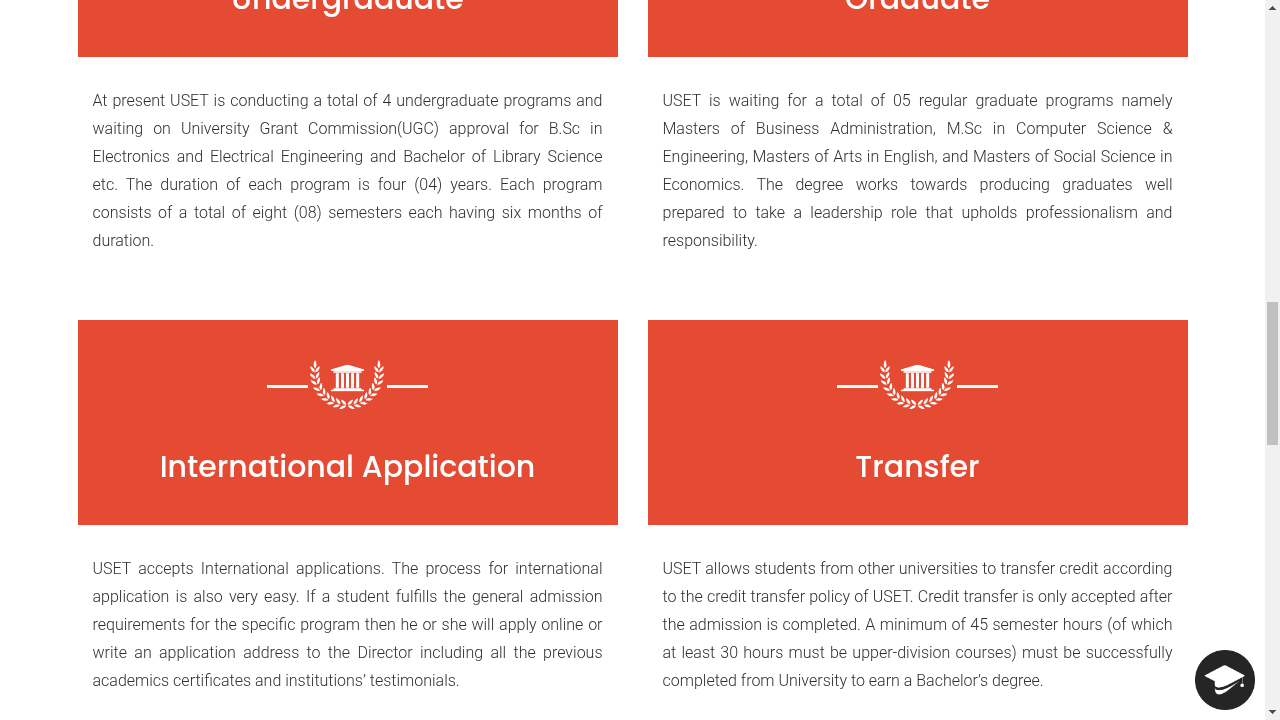 Undergraduate
At present USET is conducting a total of 4 undergraduate programs and
waiting on University Grant Commission(UGC) approval for B.Sc in
Electronics and Electrical Engineering and Bachelor of Library Science
etc. The duration of each program is four (04) years. Each program
consists of a total of eight (08) semesters each having six months of
duration.
Graduate
USET is waiting for a total of 05 regular graduate programs namely
Masters of Business Administration, M.Sc in Computer Science &
Engineering, Masters of Arts in English, and Masters of Social Science in
Economics. The degree works towards producing graduates well
prepared to take a leadership role that upholds professionalism and
responsibility.
International Application
USET accepts International applications. The process for international
application is also very easy. If a student fulfills the general admission
requirements for the specific program then he or she will apply online or
write an application address to the Director including all the previous
academics certificates and institutions’ testimonials.
Transfer
USET allows students from other universities to transfer credit according
to the credit transfer policy of USET. Credit transfer is only accepted after
the admission is completed. A minimum of 45 semester hours (of which
at least 30 hours must be upper-division courses) must be successfully
completed from University to earn a Bachelor’s degree.